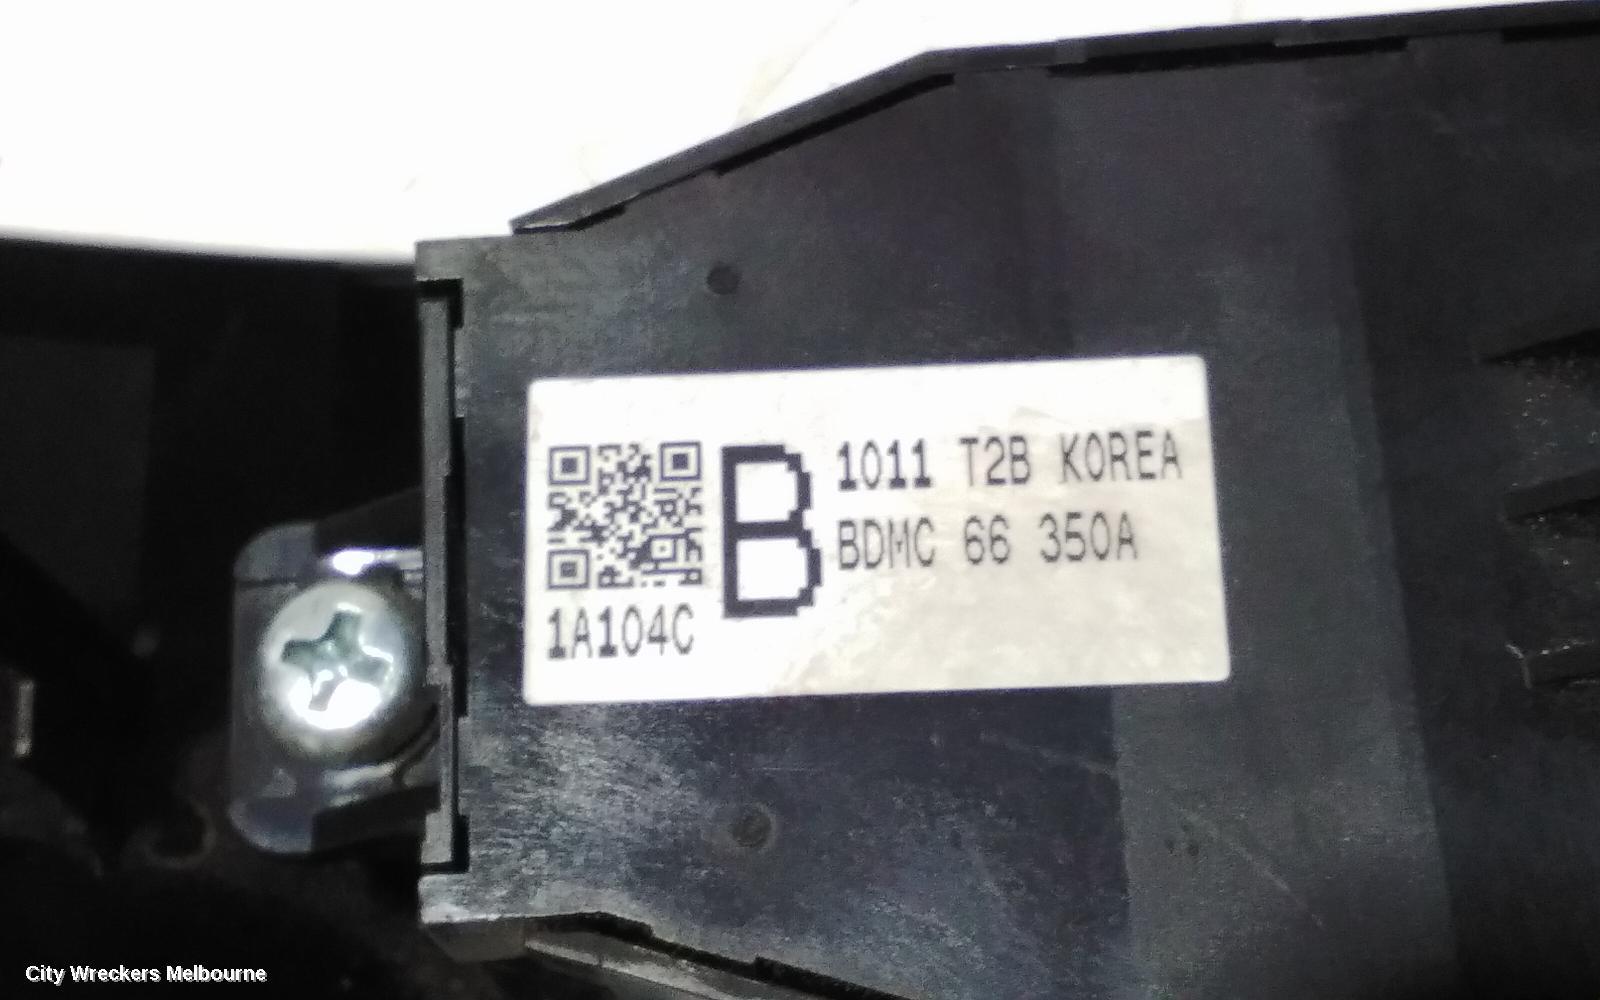 B
1011 T2B KOREA
BDMC 66 350A
1A104C
City Wreckers Melbourne